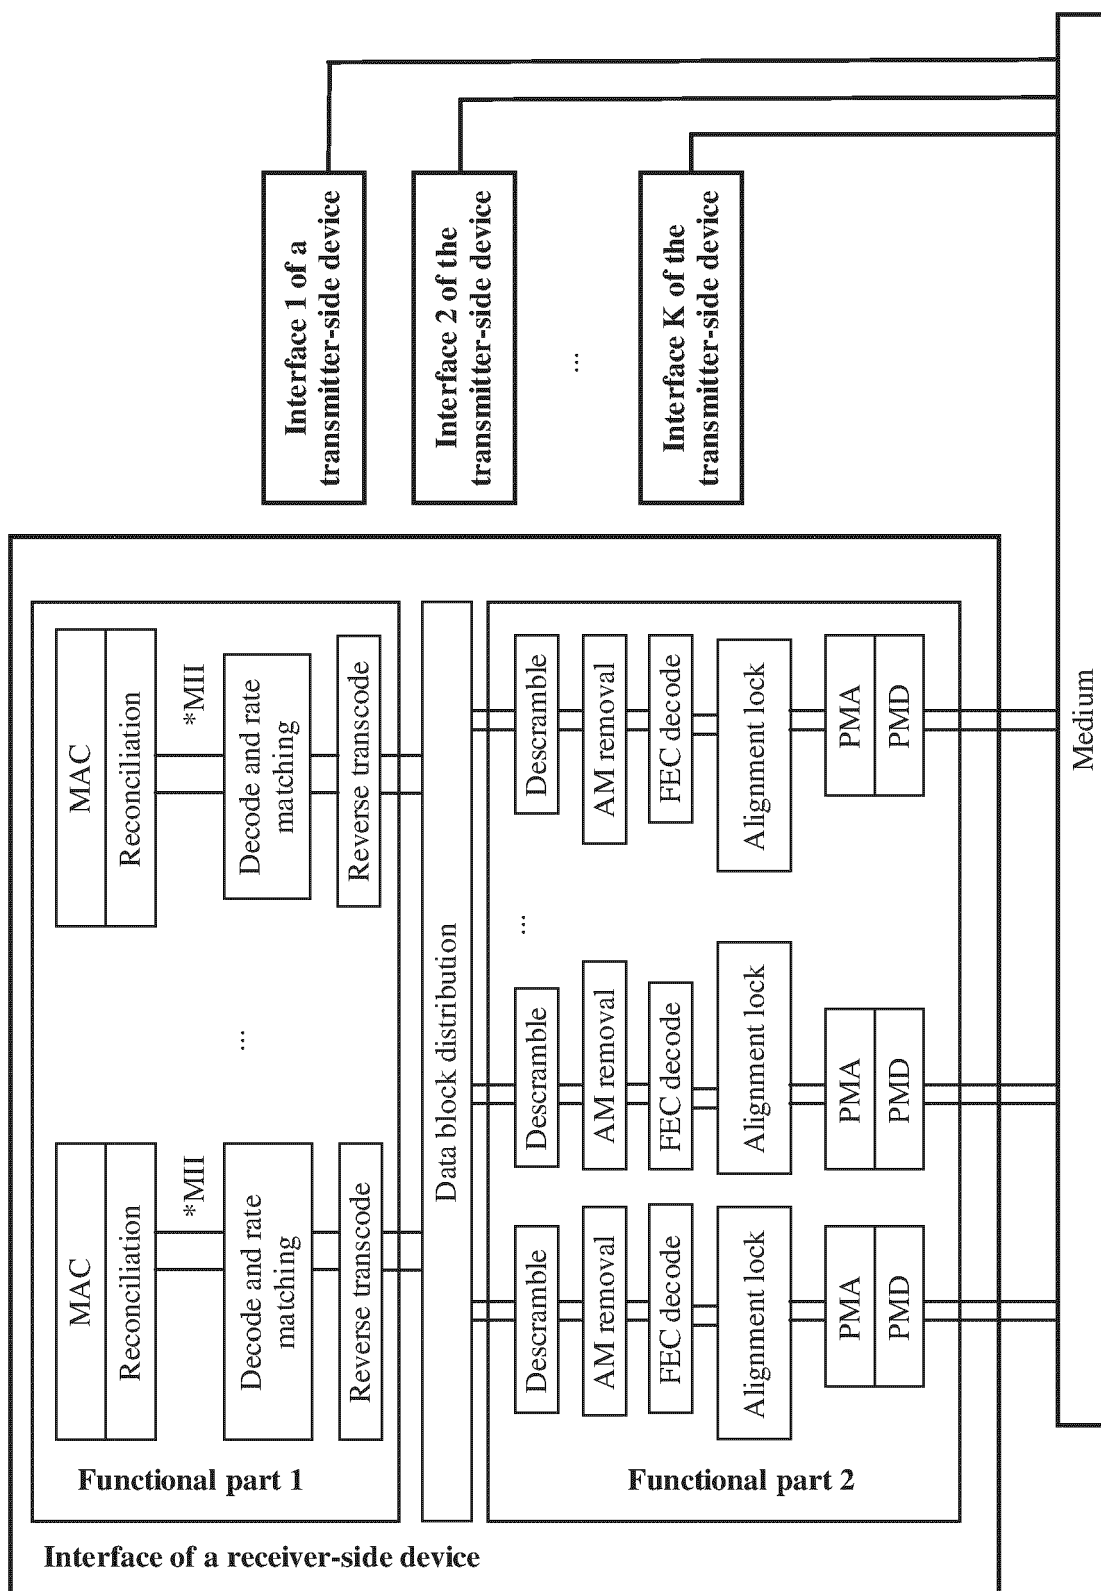 Interface of a receiver-side device
Functional part 1
MAC
Reconciliation
*MII
Decode and rate
matching
Reverse transcode
...
MAC
Reconciliation
*MII
Decode and rate
matching
Reverse transcode
Data block distribution
Functional part 2
Descramble
AM removal
FEC decode
Alignment lock
PMA
PMD
Descramble
AM removal
FEC decode
Alignment lock
PMA
PMD
...
Descramble
AM removal
FEC decode
Alignment lock
PMA
PMD
Interface 1 of a
transmitter-side device
Interface 2 of the
transmitter-side device
...
Interface K of the
transmitter-side device
Medium